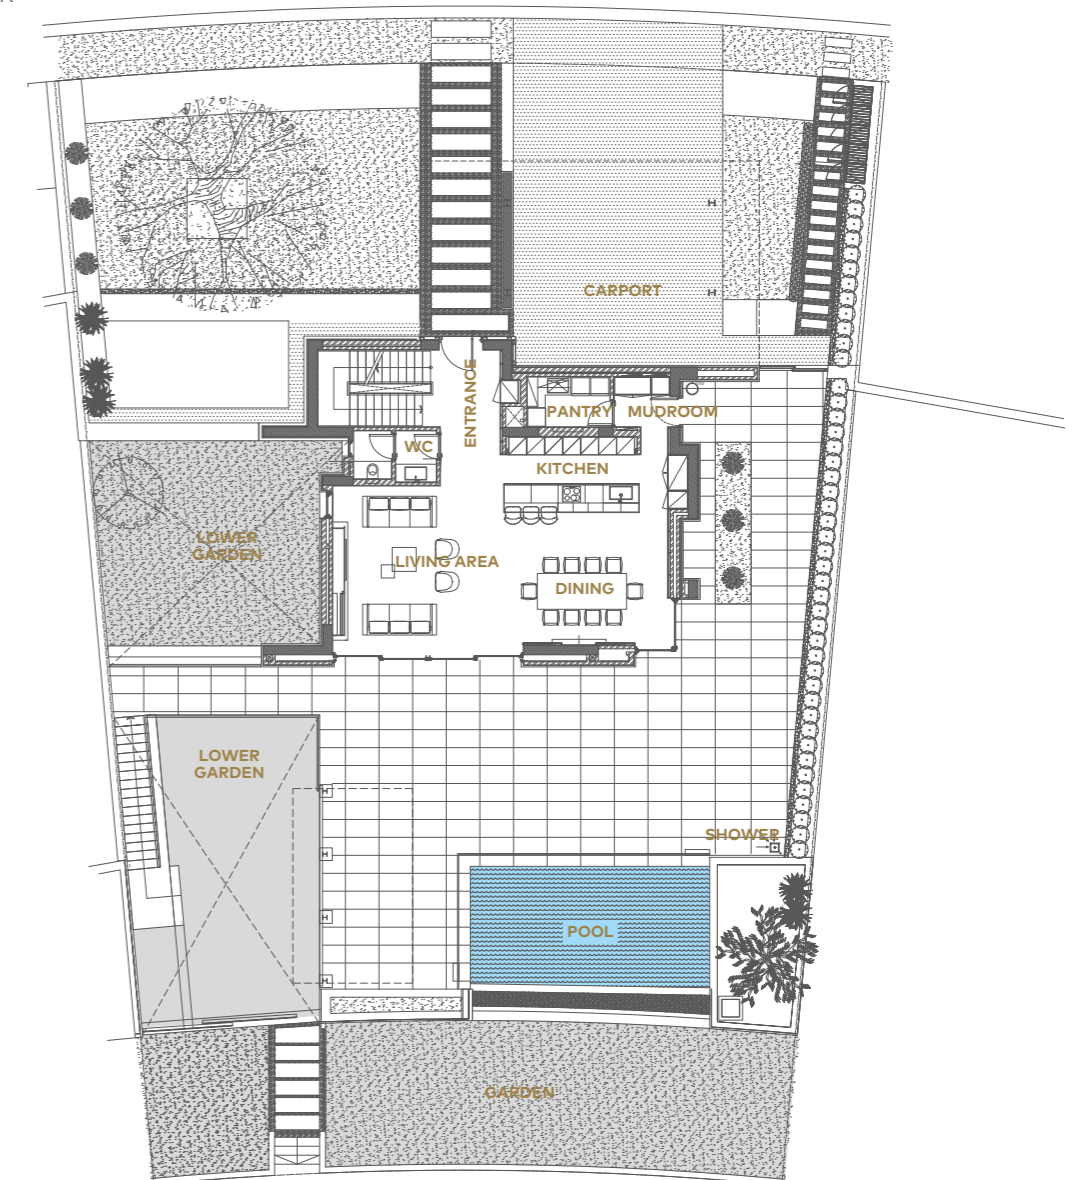 CARPORT
ENTRANCE
PANTRY
MUDROOM
WC
KITCHEN
LOWER
GARDEN
LIVING AREA
DINING
LOWER
GARDEN
SHOWER
POOL
GARDEN